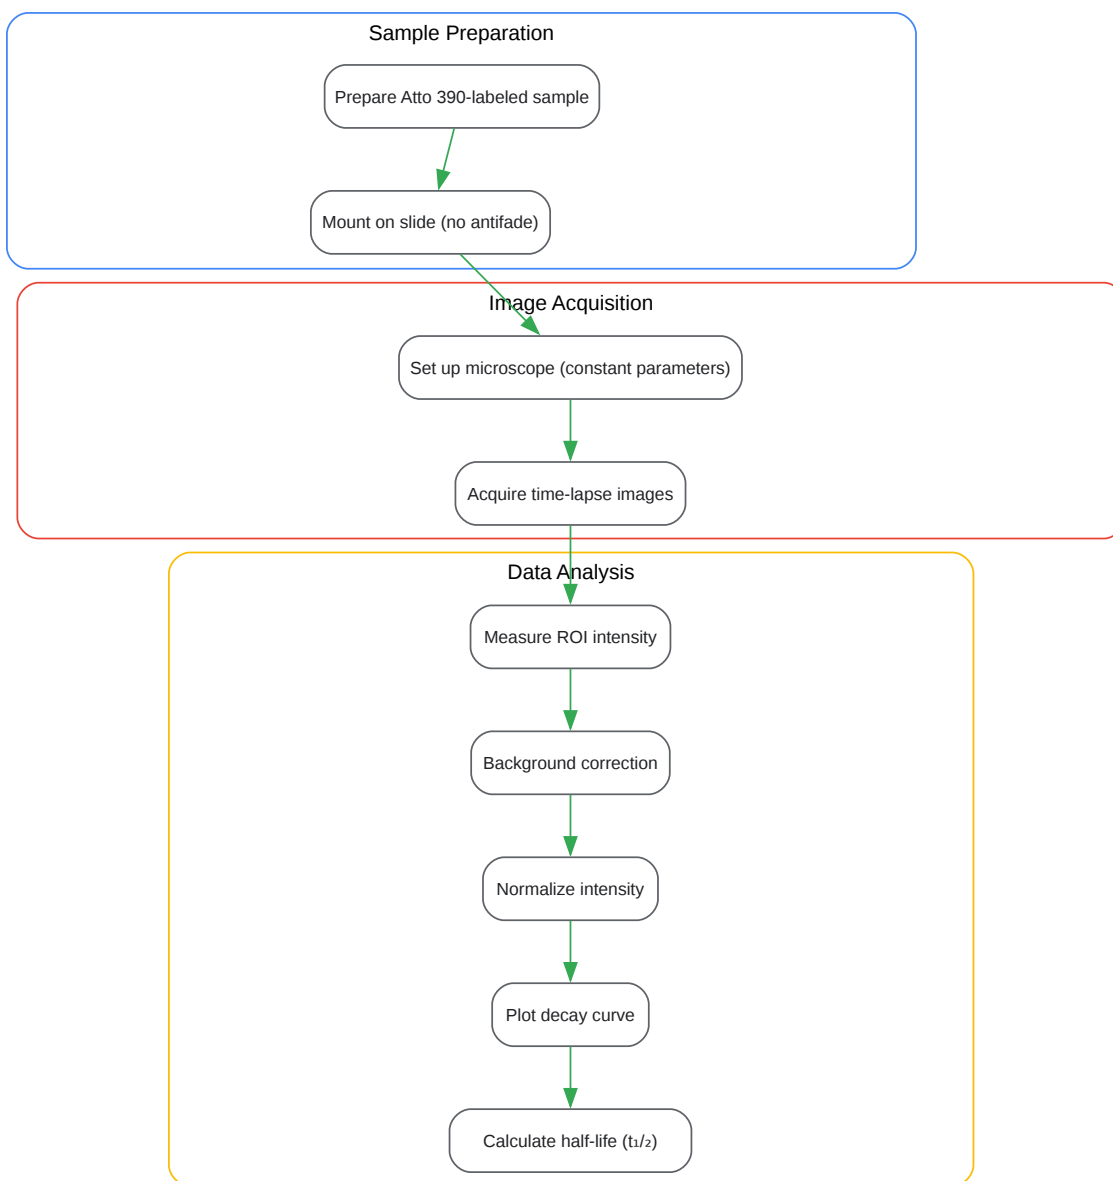 Sample Preparation
Prepare Atto 390-labeled sample
Mount on slide (no antifade)
Image Acquisition
Set up microscope (constant parameters)
Acquire time-lapse images
Data Analysis
Measure ROI intensity
Background correction
Normalize intensity
Plot decay curve
Calculate half-life (t₁/₂)